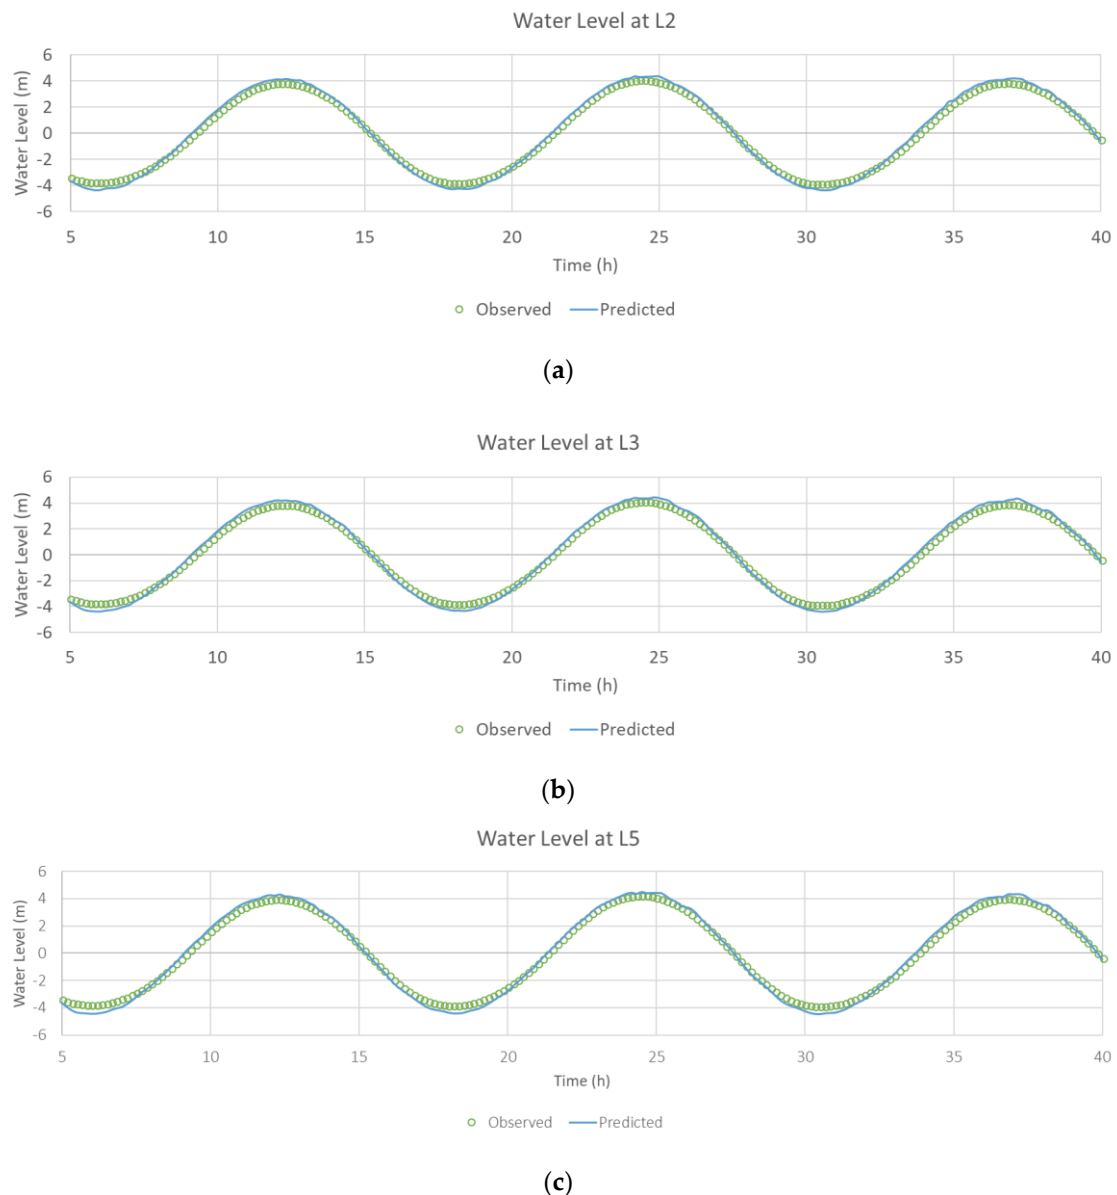 Water Level at L2
Water Level (m)
6
4
2
0
-2
-4
-6
5 10 15 20 25 30 35 40
Time (h)
Observed Predicted
(a)
Water Level at L3
Water Level (m)
6
4
2
0
-2
-4
-6
5 10 15 20 25 30 35 40
Time (h)
Observed Predicted
(b)
Water Level at L5
Water Level (m)
6
4
2
0
-2
-4
-6
5 10 15 20 25 30 35 40
Time (h)
Observed Predicted
(c)